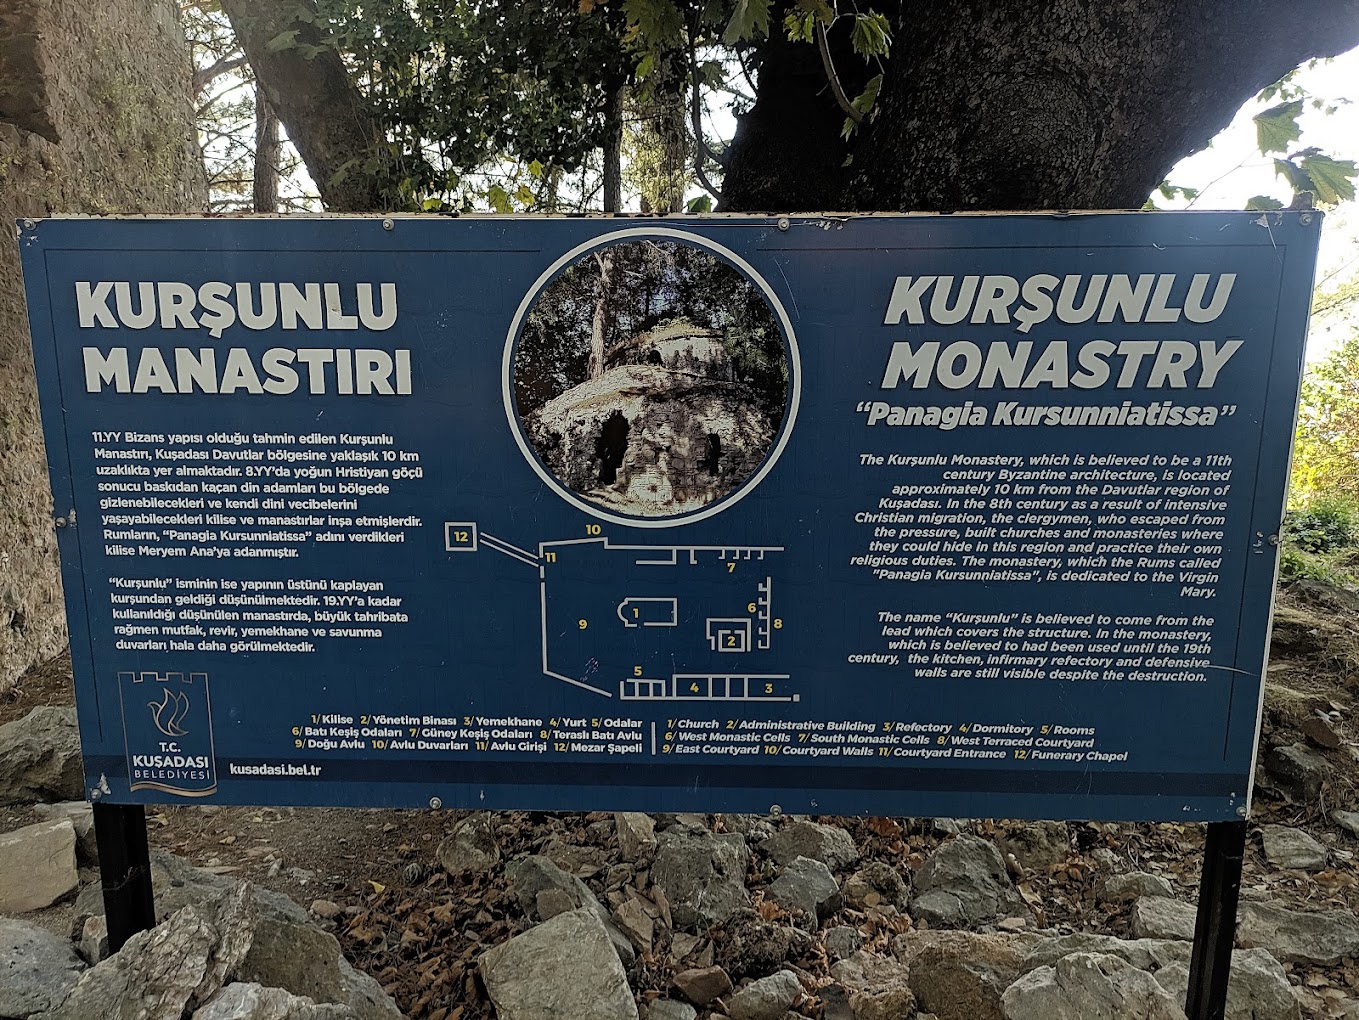 KURŞUNLU
MANASTIRI
11.YY Bizans yapısı olduğu tahmin edilen Kurşunlu
Manastırı, Kuşadası Davutlar bölgesine yaklaşık 10 km
uzaklıkta yer almaktadır. 8.YY'da yoğun Hristiyan göçü
sonucu baskıdan kaçan din adamları bu bölgede
gizlenebilecekleri ve kendi dini vecibelerini
yaşayabilecekleri kilise ve manastırlar inşa etmişlerdir.
Rumların, "Panagia Kursunniatissa" adını verdikleri
kilise Meryem Ana'ya adanmıştır.
"Kurşunlu" isminin ise yapının üstünü kaplayan
kurşundan geldiği düşünülmektedir. 19.YY'a kadar
kullanıldığı düşünülen manastırda, büyük tahribata
rağmen mutfak, revir, yemekhane ve savunma
duvarları hala daha görülmektedir.
KURŞUNLU
MONASTRY
"Panagia Kursunniatissa"
The Kurşunlu Monastery, which is believed to be a 11th
century Byzantine architecture, is located
approximately 10 km from the Davutlar region of
Kuşadası. In the 8th century as a result of intensive
Christian migration, the clergymen, who escaped from
the pressure, built churches and monasteries where
they could hide in this region and practice their own
religious duties. The monastery, which the Rums called
"Panagia Kursunniatissa", is dedicated to the Virgin
Mary.
The name "Kurşunlu" is believed to come from the
lead which covers the structure. In the monastery,
which is believed to had been used until the 19th
century, the kitchen, infirmary refectory and defensive
walls are still visible despite the destruction.
12
10
11
7
1
6
9
8
2
5
4
3
1/ Kilise 2/ Yönetim Binası 3/ Yemekhane 4/ Yurt 5/ Odalar
6/ Batı Keşiş Odaları 7/ Güney Keşiş Odaları 8/ Teraslı Batı Avlu
9/ Doğu Avlu 10/ Avlu Duvarları 11/ Avlu Girişi 12/ Mezar Şapeli
1/ Church 2/ Administrative Building 3/ Refectory 4/ Dormitory 5/ Rooms
6/ West Monastic Cells 7/ South Monastic Cells 8/ West Terraced Courtyard
9/ East Courtyard 10/ Courtyard Walls 11/ Courtyard Entrance 12/ Funerary Chapel
T.C.
KUŞADASI
BELEDİYESİ
kusadasi.bel.tr